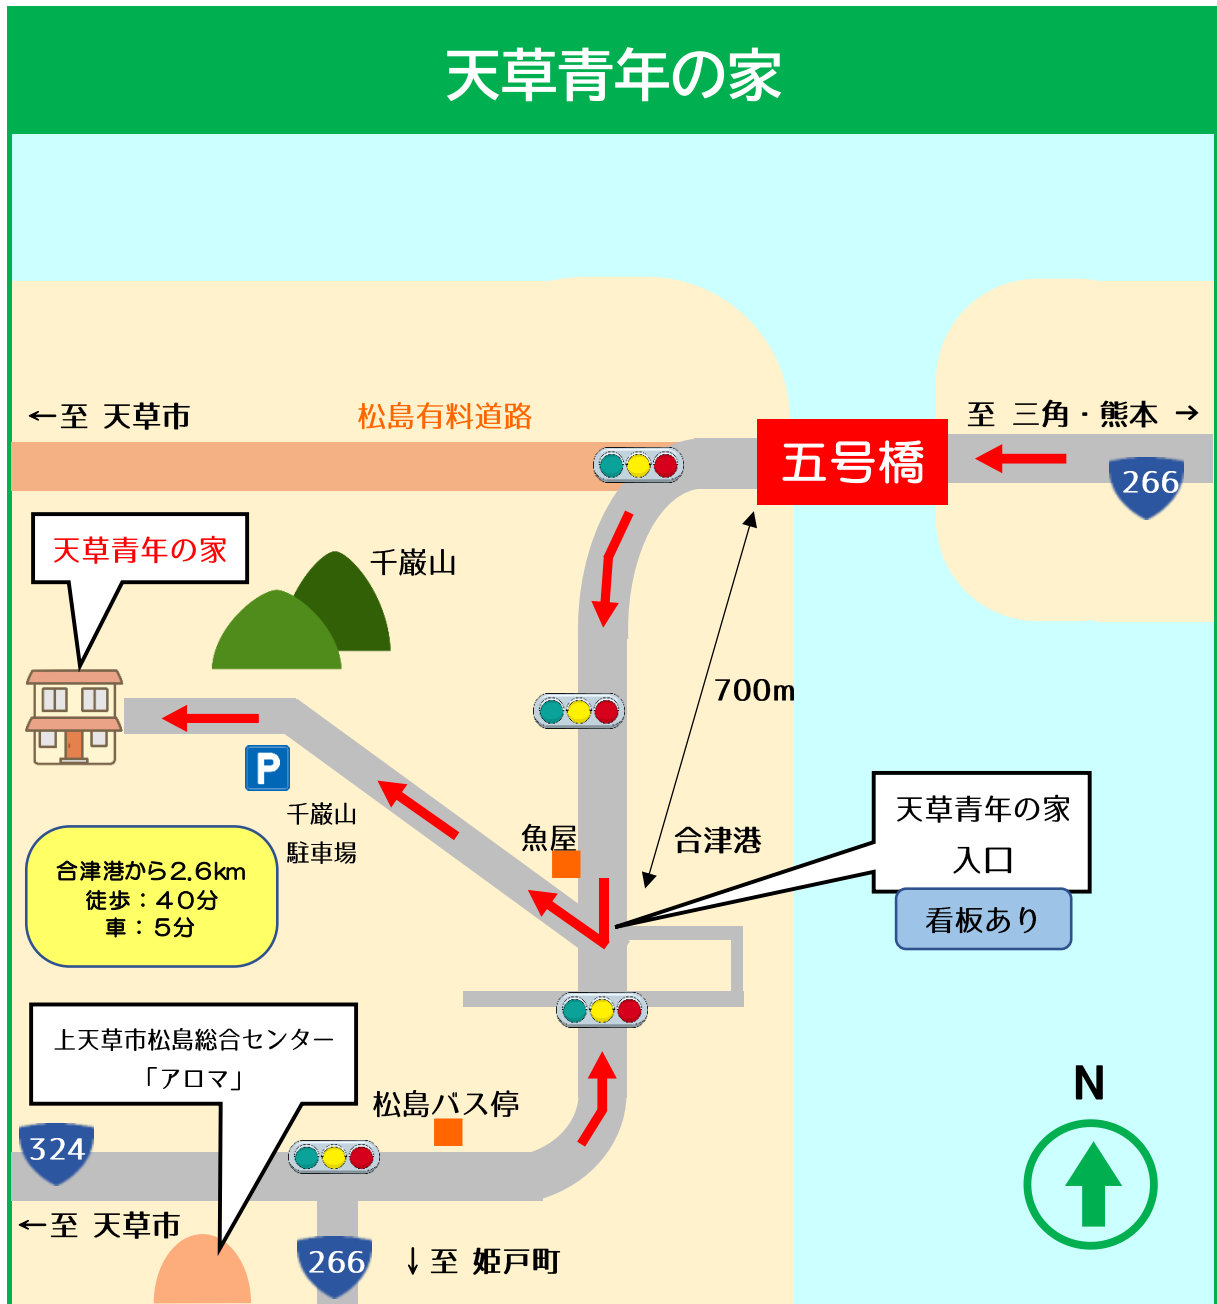 天草青年の家
←至 天草市
松島有料道路
至 三角・熊本 →
五号橋
266
天草青年の家
千巌山
700m
P
千巌山
駐車場
魚屋
合津港
天草青年の家
入口
看板あり
合津港から2.6km
徒歩：40分
車：5分
上天草市松島総合センター
「アロマ」
松島バス停
N
324
←至 天草市
266
↓至 姫戸町